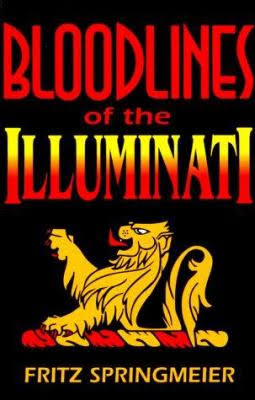 BLOODLINES
of the
ILLUMINATI
FRITZ SPRINGMEIER